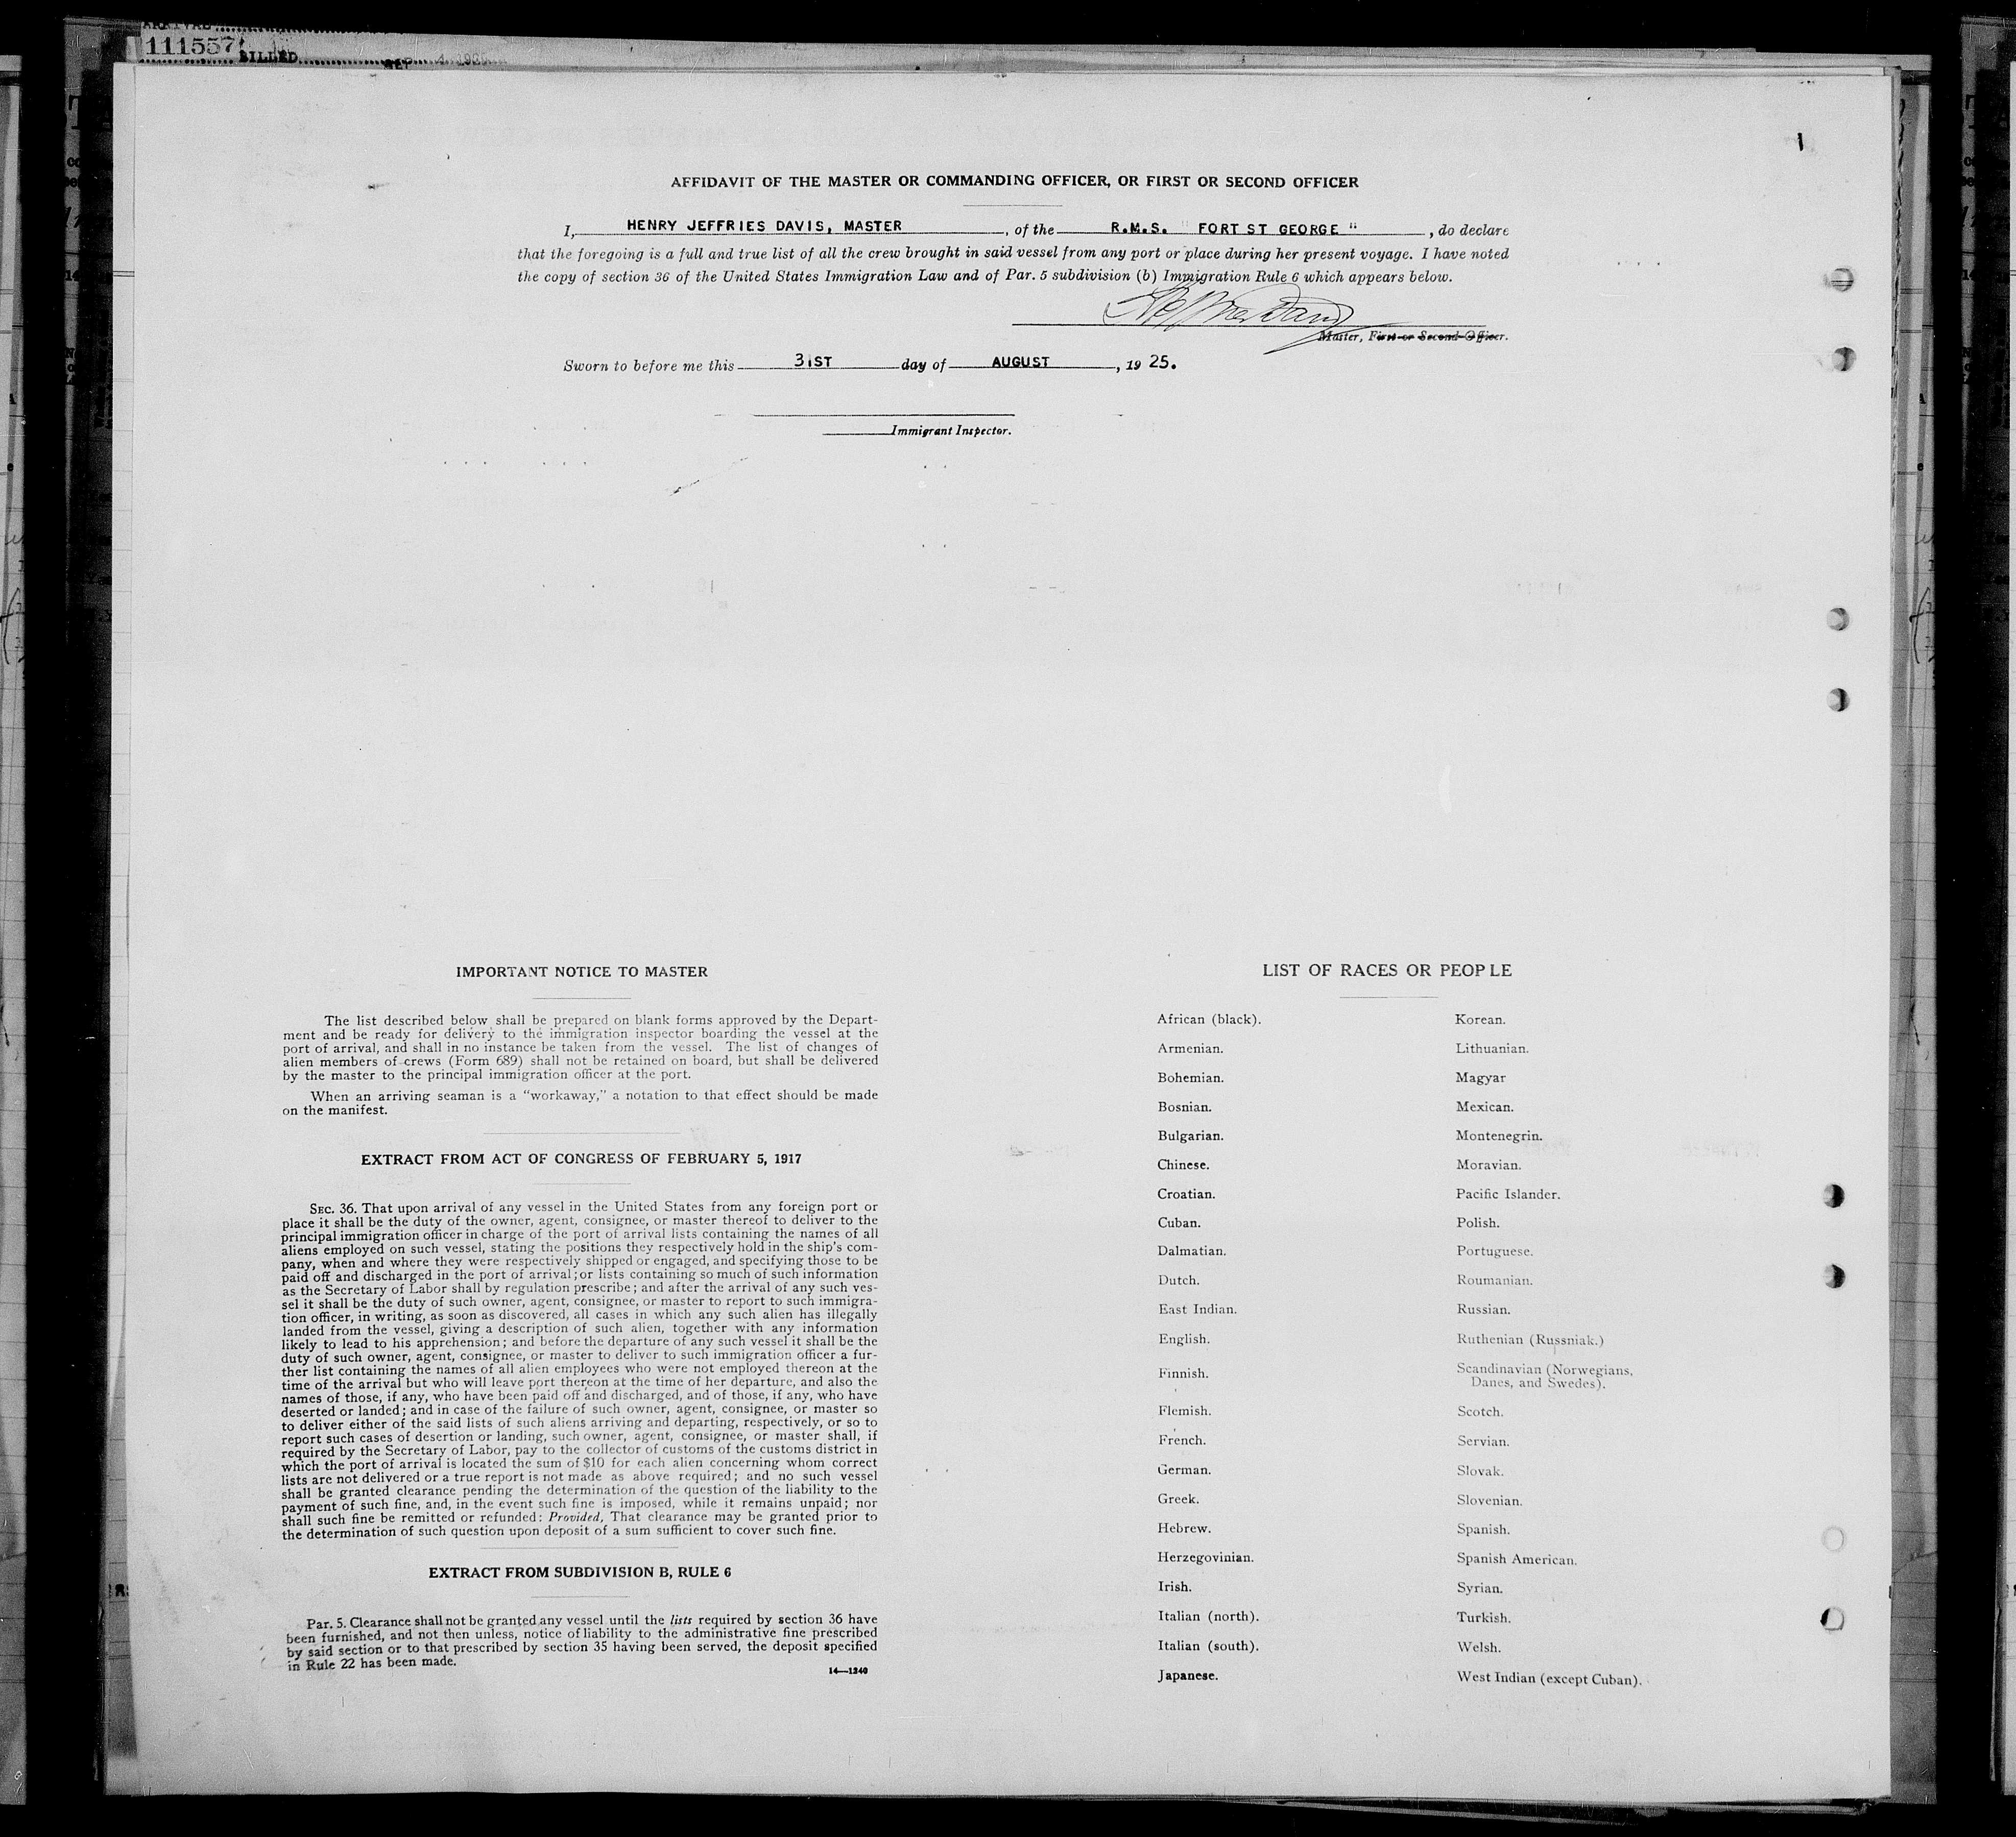 111557
BILLED
1
AFFIDAVIT OF THE MASTER OR COMMANDING OFFICER, OR FIRST OR SECOND OFFICER
I, HENRY JEFFRIES DAVIS, MASTER, of the R.M.S. " FORT ST GEORGE ", do declare
that the foregoing is a full and true list of all the crew brought in said vessel from any port or place during her present voyage. I have noted
the copy of section 36 of the United States Immigration Law and of Par. 5 subdivision (b) Immigration Rule 6 which appears below.
Master, First or Second Officer.
Sworn to before me this 31ST day of AUGUST, 19 25.
Immigrant Inspector.
IMPORTANT NOTICE TO MASTER
The list described below shall be prepared on blank forms approved by the Depart-
ment and be ready for delivery to the immigration inspector boarding the vessel at the
port of arrival, and shall in no instance be taken from the vessel. The list of changes of
alien members of crews (Form 689) shall not be retained on board, but shall be delivered
by the master to the principal immigration officer at the port.
When an arriving seaman is a "workaway," a notation to that effect should be made
on the manifest.
EXTRACT FROM ACT OF CONGRESS OF FEBRUARY 5, 1917
SEC. 36. That upon arrival of any vessel in the United States from any foreign port or
place it shall be the duty of the owner, agent, consignee, or master thereof to deliver to the
principal immigration officer in charge of the port of arrival lists containing the names of all
aliens employed on such vessel, stating the positions they respectively hold in the ship's com-
pany, when and where they were respectively shipped or engaged, and specifying those to be
paid off and discharged in the port of arrival; or lists containing so much of such information
as the Secretary of Labor shall by regulation prescribe; and after the arrival of any such ves-
sel it shall be the duty of such owner, agent, consignee, or master to report to such immigra-
tion officer, in writing, as soon as discovered, all cases in which any such alien has illegally
landed from the vessel, giving a description of such alien, together with any information
likely to lead to his apprehension; and before the departure of any such vessel it shall be the
duty of such owner, agent, consignee, or master to deliver to such immigration officer a fur-
ther list containing the names of all alien employees who were not employed thereon at the
time of the arrival but who will leave port thereon at the time of her departure, and also the
names of those, if any, who have been paid off and discharged, and of those, if any, who have
deserted or landed; and in case of the failure of such owner, agent, consignee, or master so
to deliver either of the said lists of such aliens arriving and departing, respectively, or so to
report such cases of desertion or landing, such owner, agent, consignee, or master shall, if
required by the Secretary of Labor, pay to the collector of customs of the customs district in
which the port of arrival is located the sum of $10 for each alien concerning whom correct
lists are not delivered or a true report is not made as above required; and no such vessel
shall be granted clearance pending the determination of the question of the liability to the
payment of such fine, and, in the event such fine is imposed, while it remains unpaid; nor
shall such fine be remitted or refunded: Provided, That clearance may be granted prior to
the determination of such question upon deposit of a sum sufficient to cover such fine.
EXTRACT FROM SUBDIVISION B, RULE 6
Par. 5. Clearance shall not be granted any vessel until the lists required by section 36 have
been furnished, and not then unless, notice of liability to the administrative fine prescribed
by said section or to that prescribed by section 35 having been served, the deposit specified
in Rule 22 has been made.
14—1240
LIST OF RACES OR PEOPLE
African (black).
Armenian.
Bohemian.
Bosnian.
Bulgarian.
Chinese.
Croatian.
Cuban.
Dalmatian.
Dutch.
East Indian.
English.
Finnish.
Flemish.
French.
German.
Greek.
Hebrew.
Herzegovinian.
Irish.
Italian (north).
Italian (south).
Japanese.
Korean.
Lithuanian.
Magyar
Mexican.
Montenegrin.
Moravian.
Pacific Islander.
Polish.
Portuguese.
Roumanian.
Russian.
Ruthenian (Russniak.)
Scandinavian (Norwegians,
Danes, and Swedes).
Scotch.
Servian.
Slovak.
Slovenian.
Spanish.
Spanish American.
Syrian.
Turkish.
Welsh.
West Indian (except Cuban).